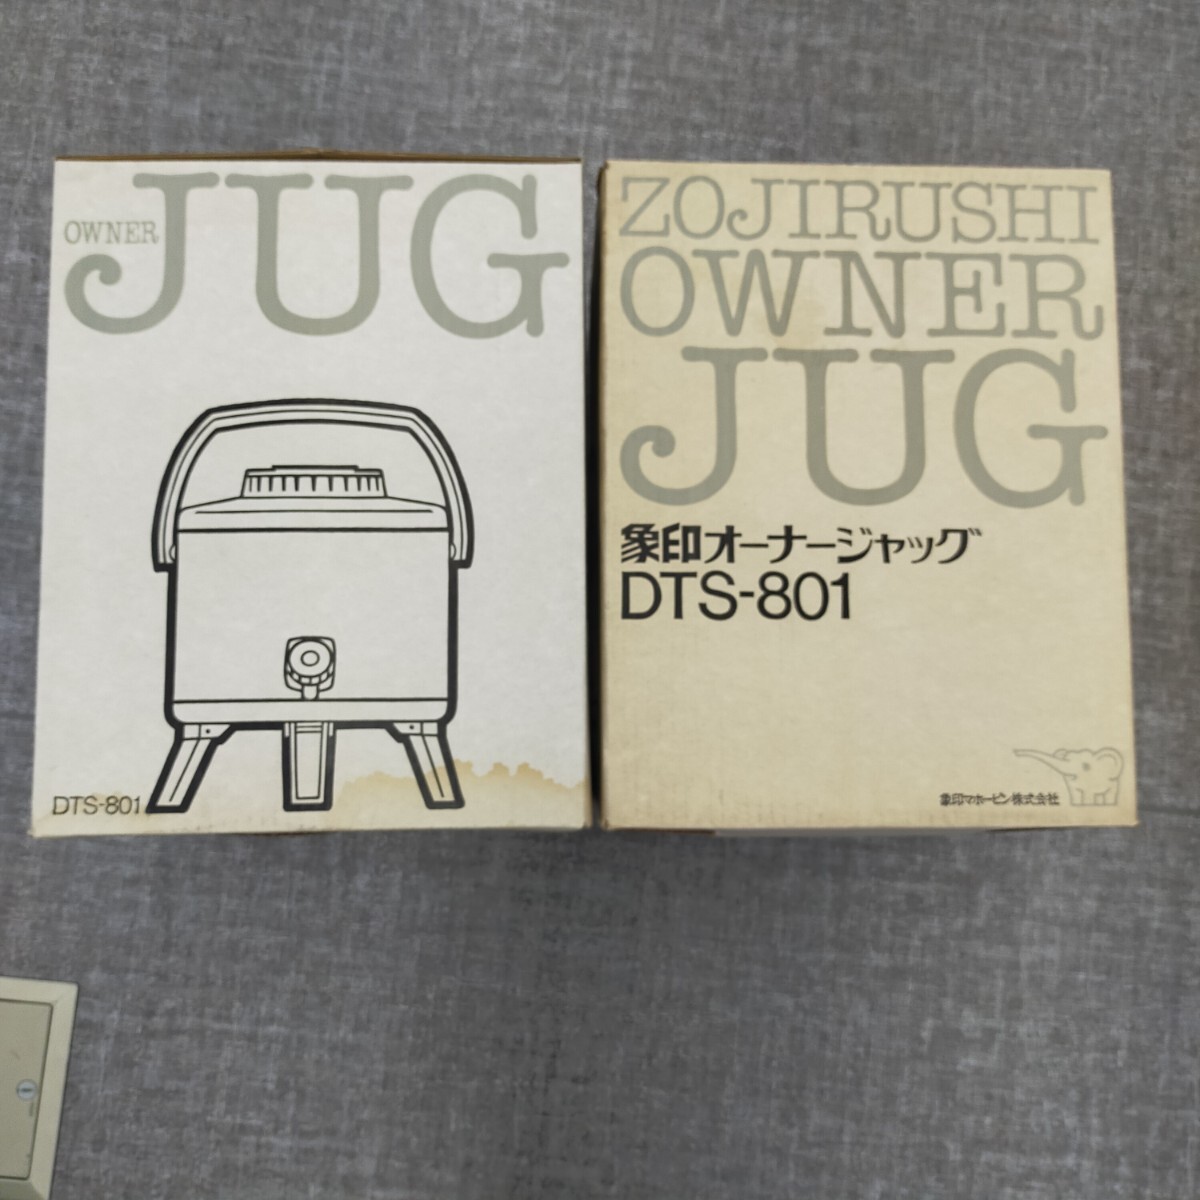 OWNER JUG
DTS-801
ZOJIRUSHI
OWNER
JUG
象印オーナージャッグ
DTS-801
象印マホービン株式会社